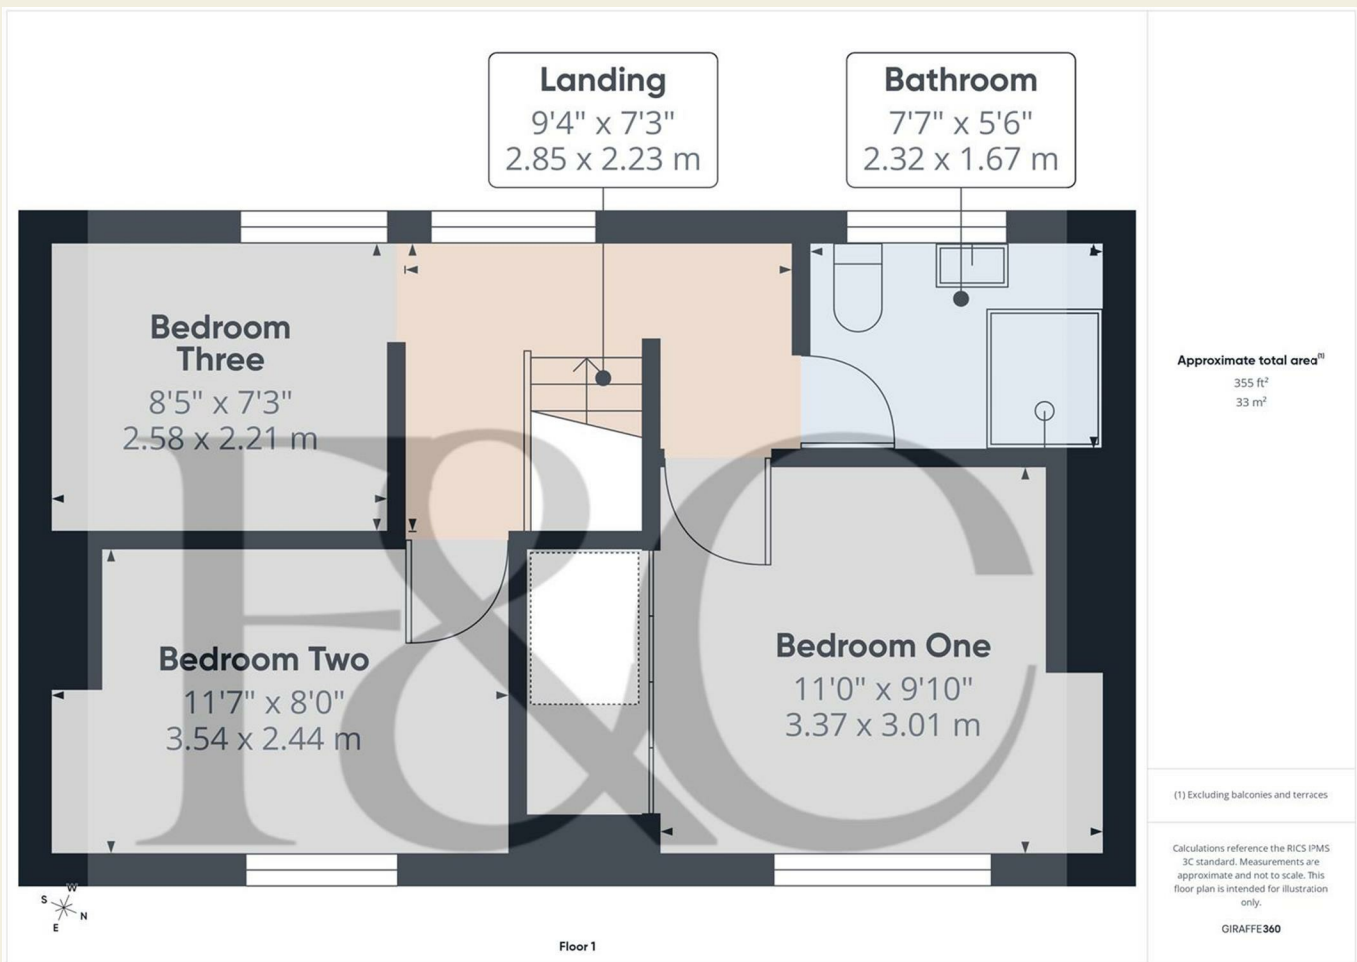 Landing
9'4" x 7'3"
2.85 x 2.23 m
Bathroom
7'7" x 5'6"
2.32 x 1.67 m
Bedroom
Three
8'5" x 7'3"
2.58 x 2.21 m
Bedroom Two
11'7" x 8'0"
3.54 x 2.44 m
Bedroom One
11'0" x 9'10"
3.37 x 3.01 m
F&C
Approximate total area(1)
355 ft²
33 m²
(1) Excluding balconies and terraces
Calculations reference the RICS IPMS
3C standard. Measurements are
approximate and not to scale. This
floor plan is intended for illustration
only.
GIRAFFE360
W
S
N
E
Floor 1